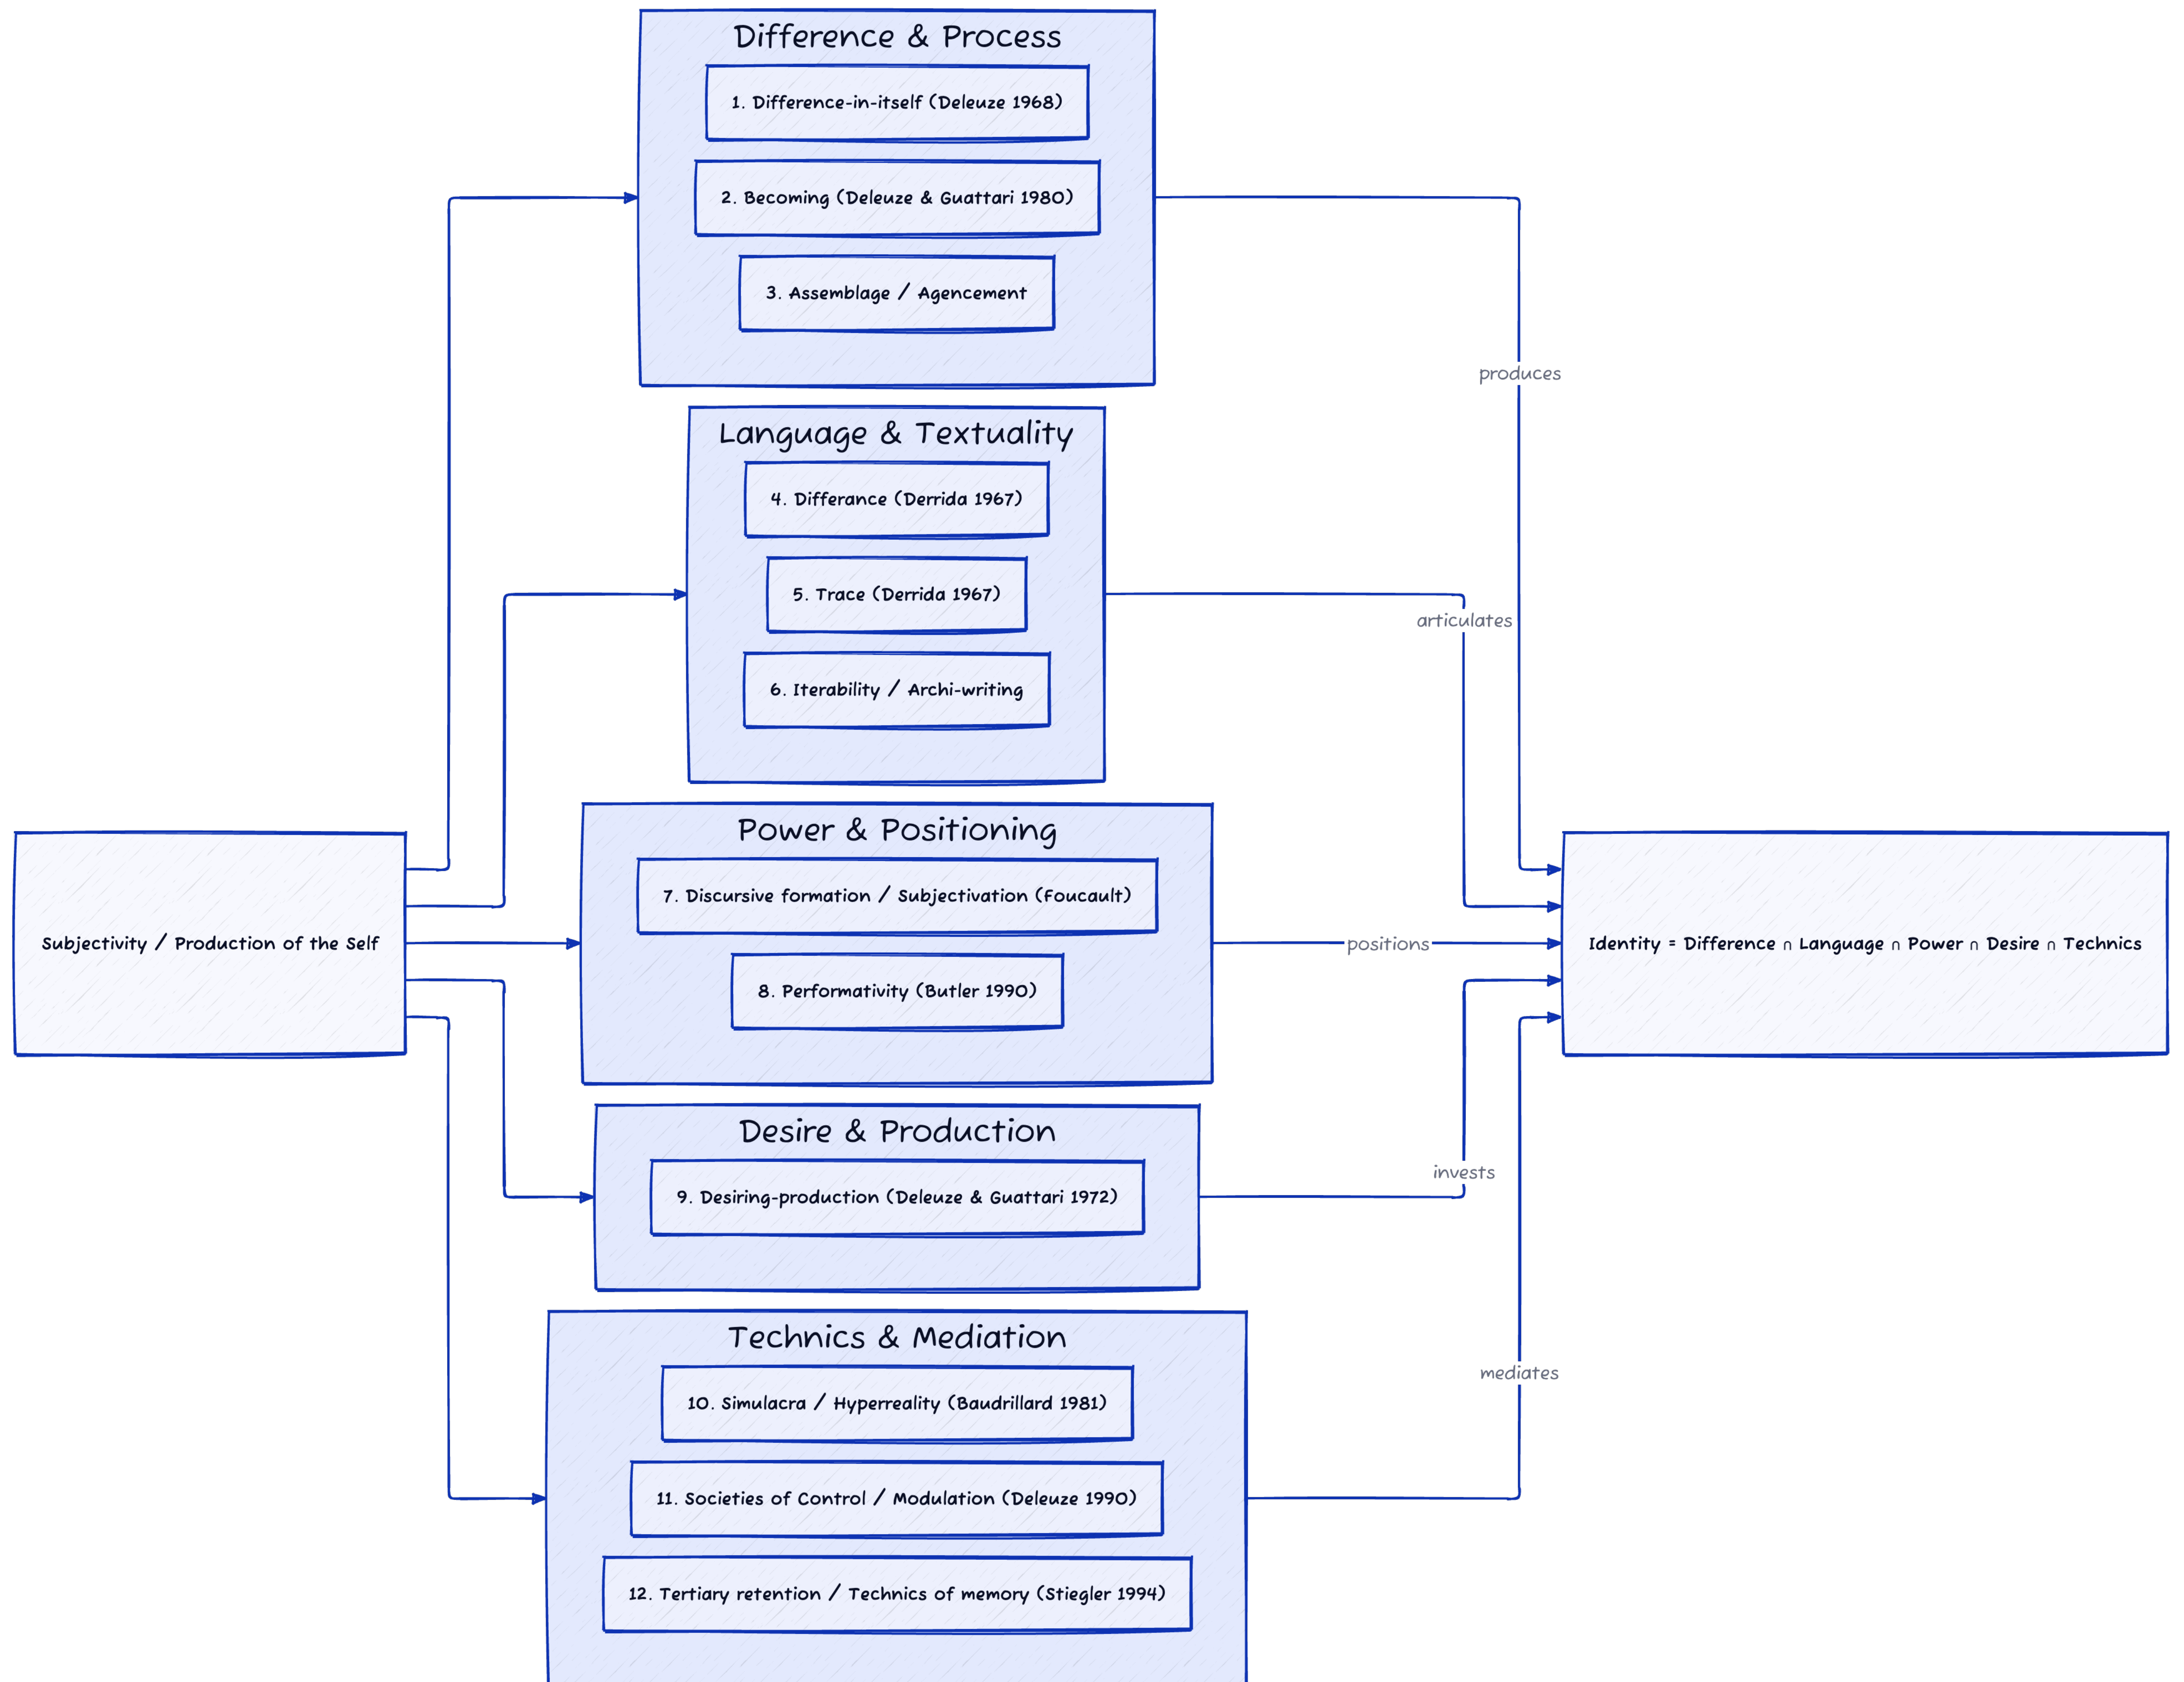 Difference & Process
1. Difference-in-itself (Deleuze 1968)
2. Becoming (Deleuze & Guattari 1980)
3. Assemblage / Agencement
produces
Language & Textuality
4. Differance (Derrida 1967)
5. Trace (Derrida 1967)
articulates
6. Iterability / Archi-writing
Power & Positioning
7. Discursive formation / Subjectivation (Foucault)
Subjectivity / Production of the Self
positions
Identity = Difference ∩ Language ∩ Power ∩ Desire ∩ Technics
8. Performativity (Butler 1990)
Desire & Production
invests
9. Desiring-production (Deleuze & Guattari 1972)
Technics & Mediation
mediates
10. Simulacra / Hyperreality (Baudrillard 1981)
11. Societies of Control / Modulation (Deleuze 1990)
12. Tertiary retention / Technics of memory (Stiegler 1994)